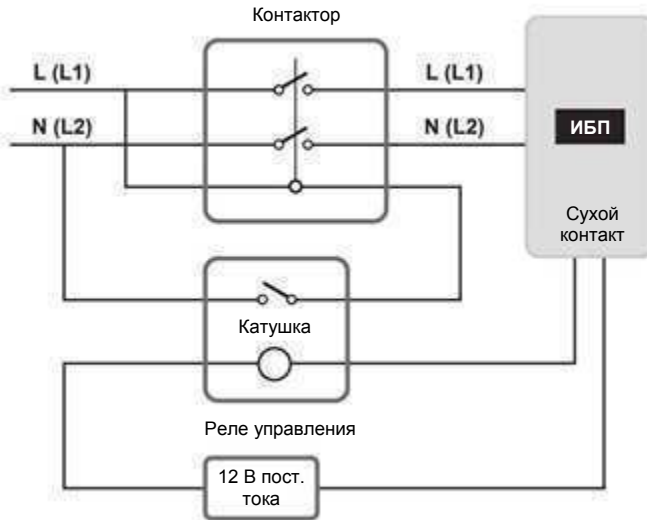 Контактор
L (L1)
L (L1)
N (L2)
N (L2)
ИБП
Сухой
контакт
Катушка
Реле управления
12 В пост.
тока